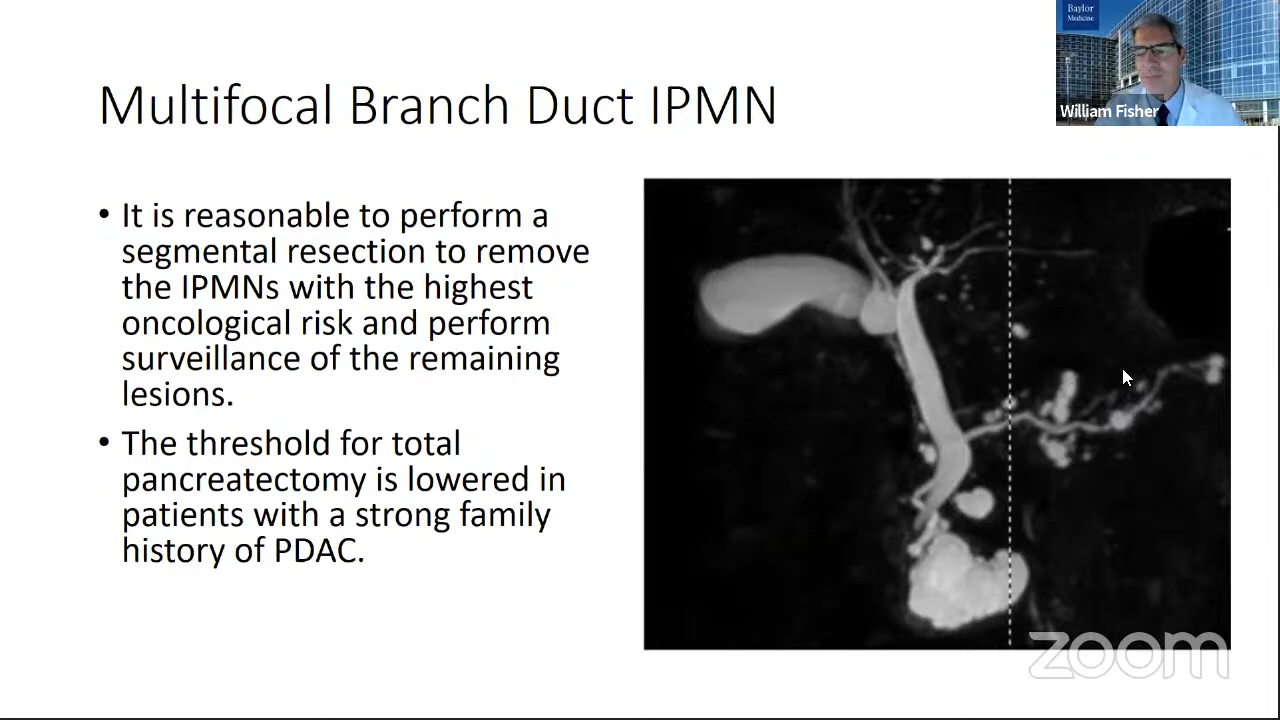 Baylor
Medicine
William Fisher
Multifocal Branch Duct IPMN
• It is reasonable to perform a
segmental resection to remove
the IPMNs with the highest
oncological risk and perform
surveillance of the remaining
lesions.
• The threshold for total
pancreatectomy is lowered in
patients with a strong family
history of PDAC.
zoom